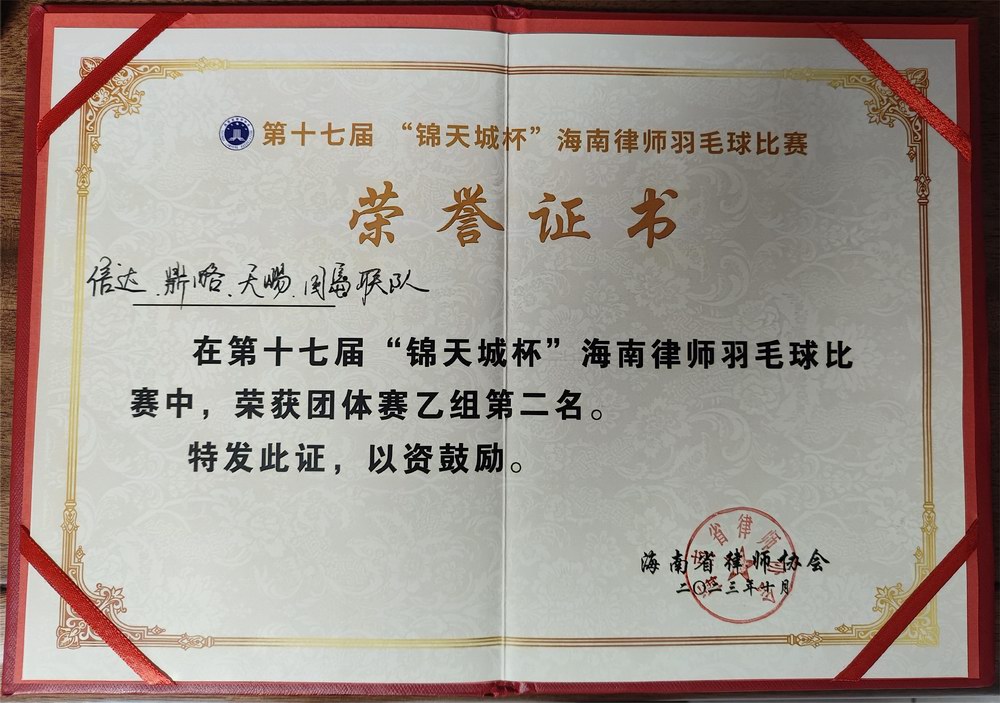 第十七届 “锦天城杯” 海南律师羽毛球比赛
荣誉证书
信达、鼎略、天赐、国富联队
在第十七届“锦天城杯”海南律师羽毛球比
赛中，荣获团体赛乙组第二名。
特发此证，以资鼓励。
海南省律师协会
二〇二三年十月